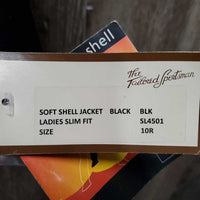 shell
The
Tailored Sportsman
SOFT SHELL JACKET BLACK BLK
LADIES SLIM FIT SL4501
SIZE 10R